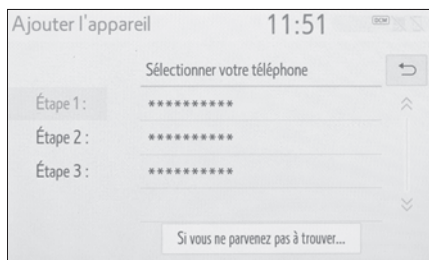 Ajouter l'appareil 11:51 DCM
Sélectionner votre téléphone
Étape 1 : **********
Étape 2 : **********
Étape 3 : **********
Si vous ne parvenez pas à trouver...